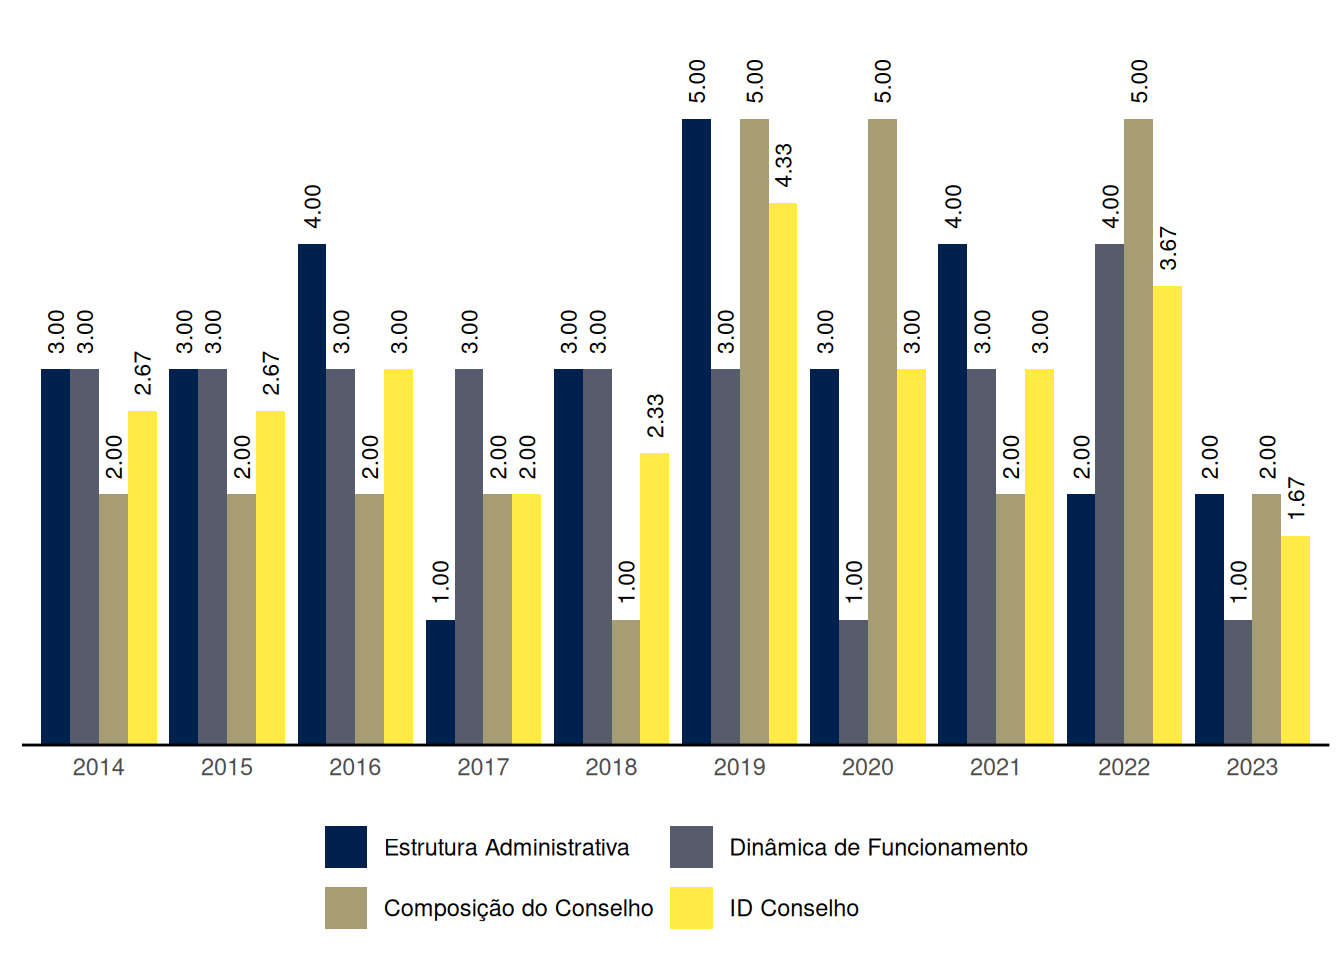 3.00 3.00 2.00 2.67
3.00 3.00 2.00 2.67
4.00 3.00 2.00 3.00
1.00 3.00 2.00 2.00
3.00 3.00 1.00 2.33
5.00 3.00 5.00 4.33
3.00 1.00 5.00 3.00
4.00 3.00 2.00 3.00
2.00 4.00 5.00 3.67
2.00 1.00 2.00 1.67
2014 2015 2016 2017 2018 2019 2020 2021 2022 2023
Estrutura Administrativa Dinâmica de Funcionamento
Composição do Conselho ID Conselho